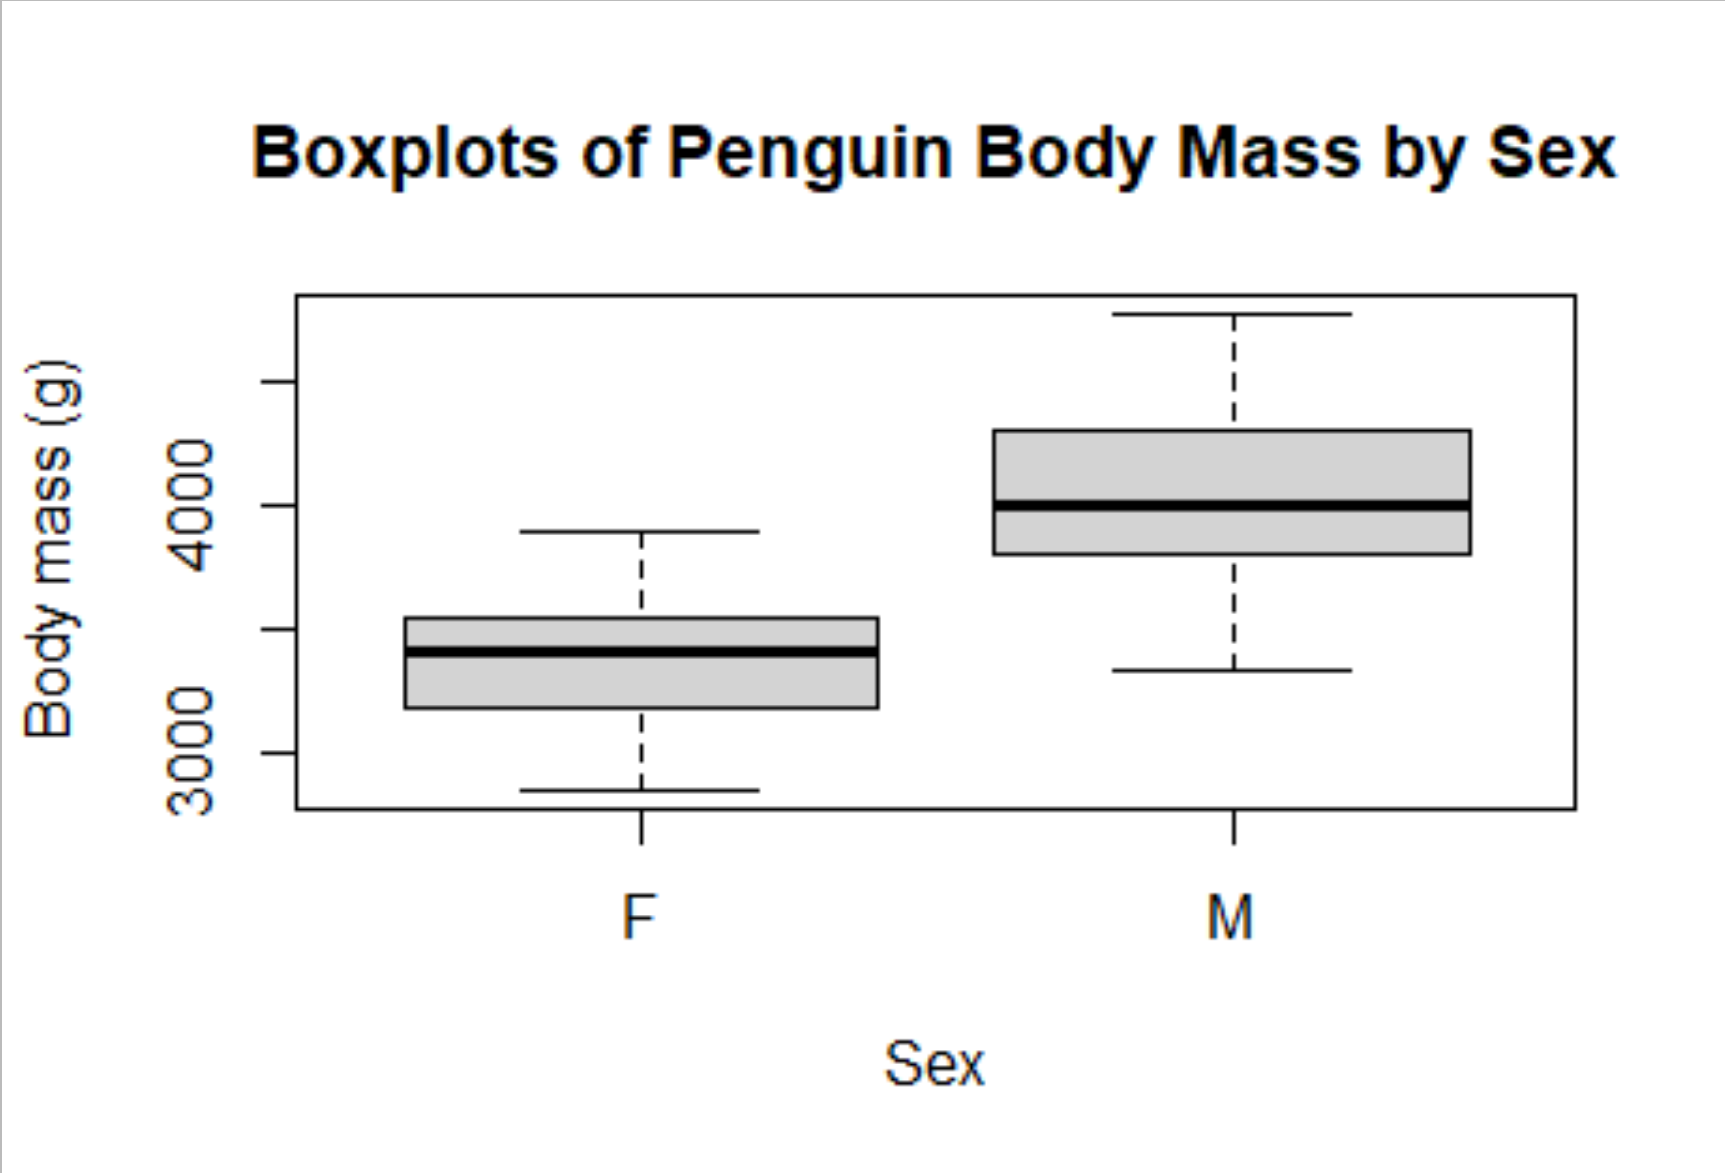 Boxplots of Penguin Body Mass by Sex
Body mass (g)
4000
3000
F
M
Sex